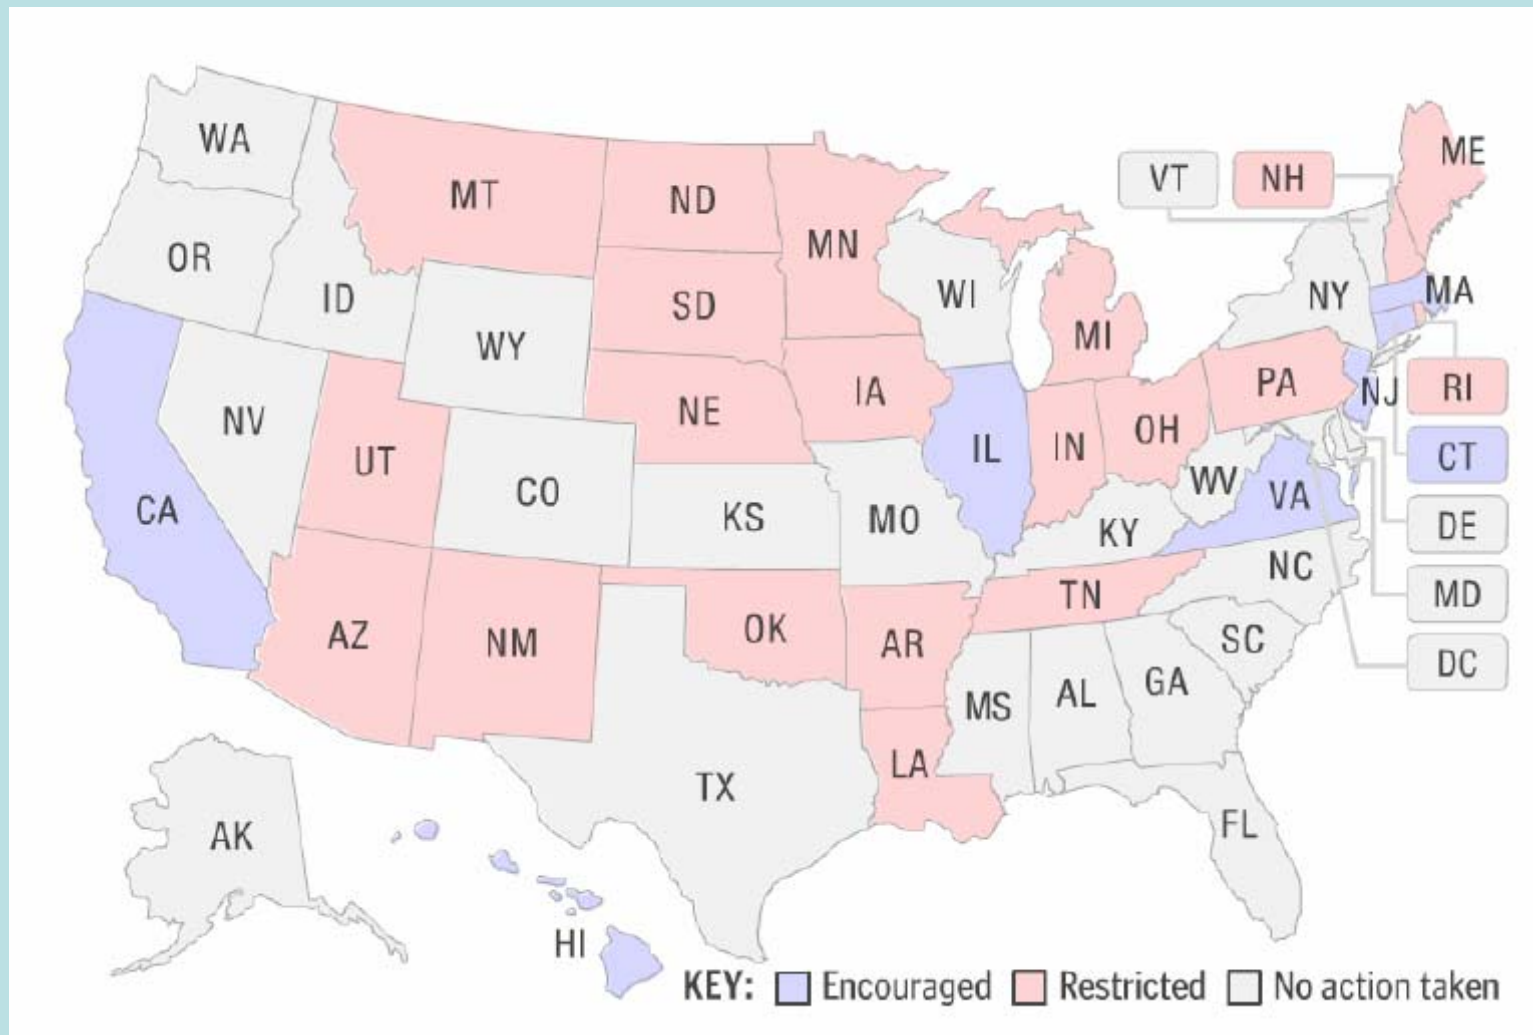 WA
MT
ND
MN
VT
NH
ME
OR
ID
SD
WI
MI
NY
MA
WY
NV
UT
NE
IA
PA
NJ
RI
CA
CO
KS
MO
IL
IN
OH
WV
VA
CT
KY
DE
NC
MD
AZ
NM
OK
AR
TN
SC
DC
TX
LA
MS
AL
GA
FL
AK
HI
KEY: Encouraged Restricted No action taken